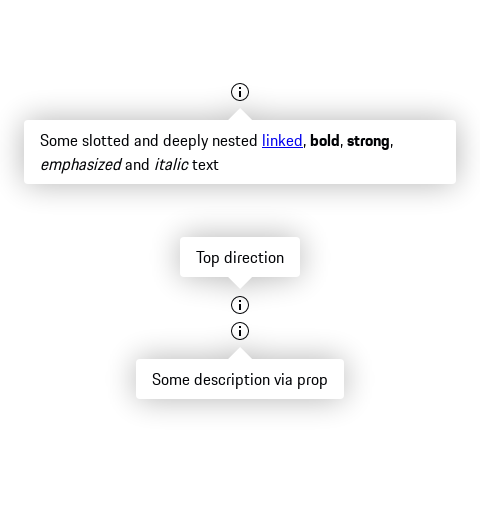 Some slotted and deeply nested linked, bold, strong,
emphasized and italic text
Top direction
Some description via prop